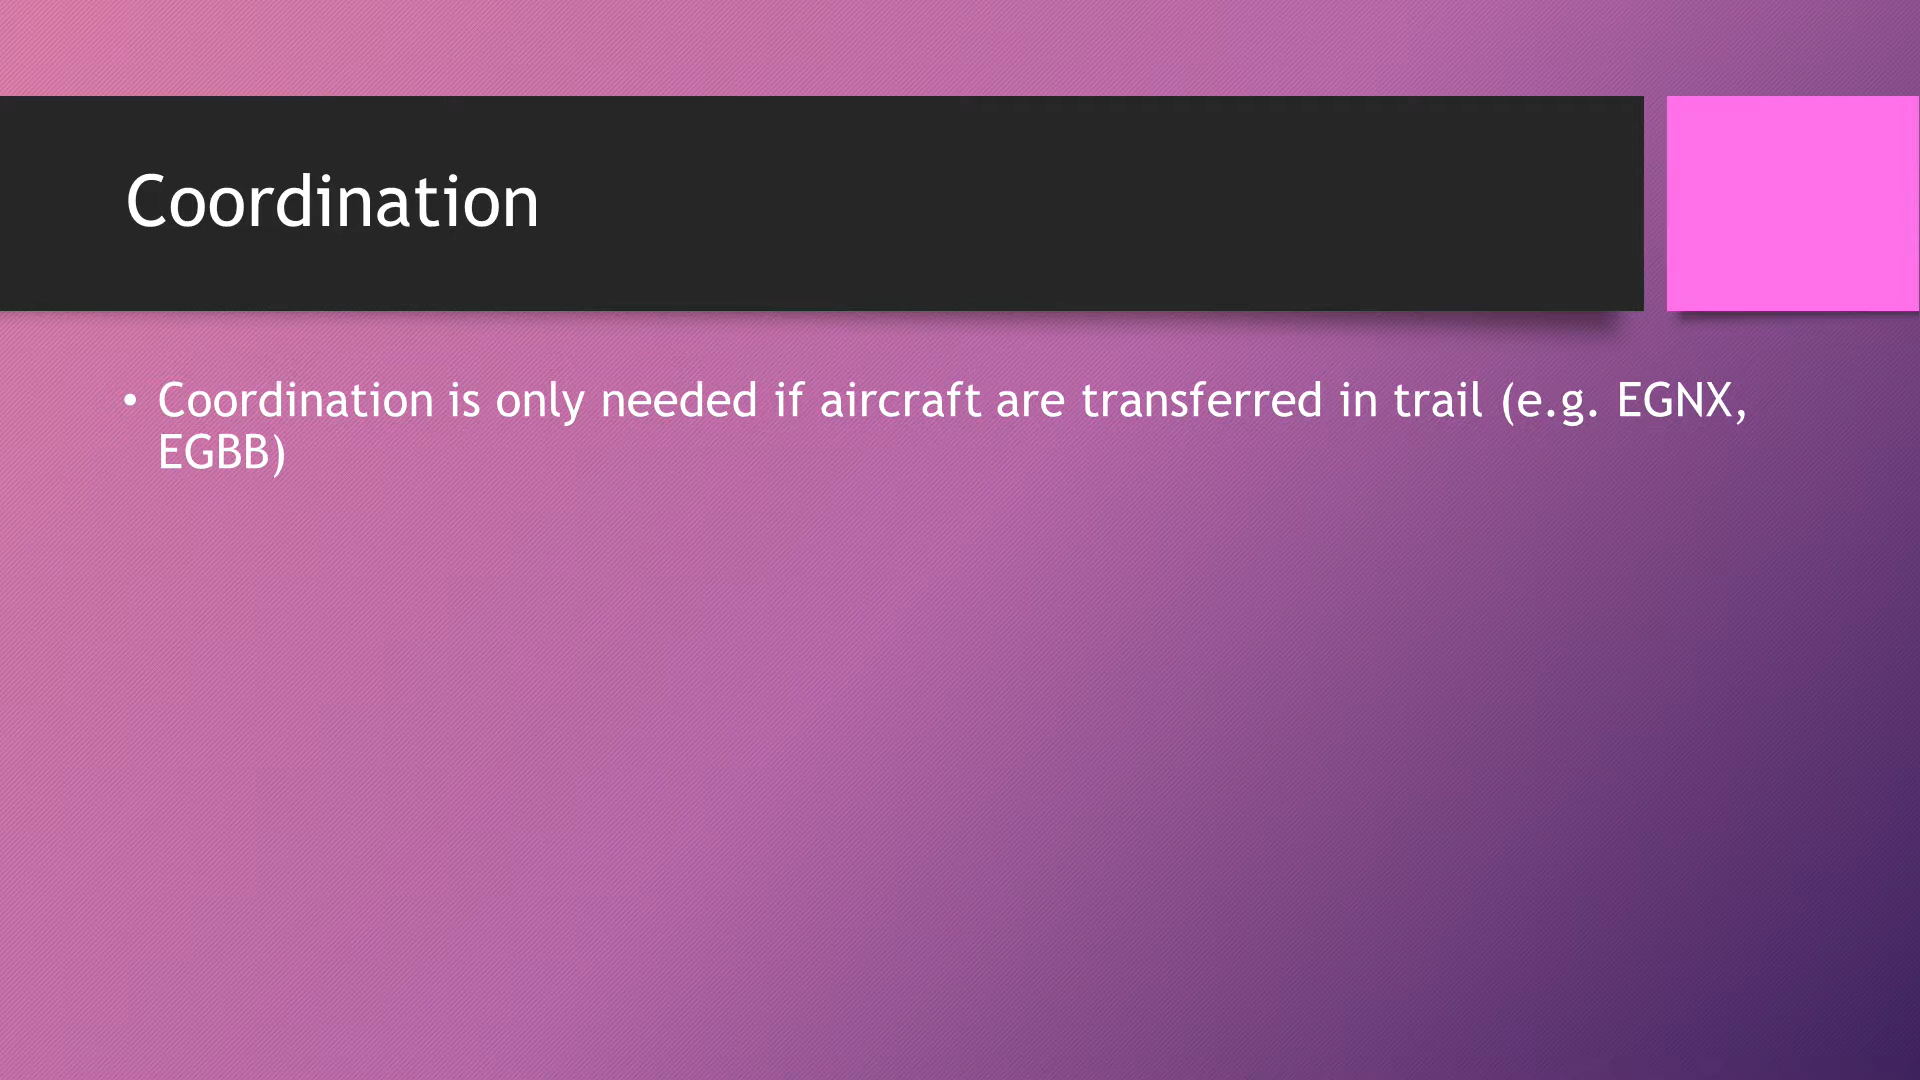 Coordination
• Coordination is only needed if aircraft are transferred in trail (e.g. EGNX,
EGBB)